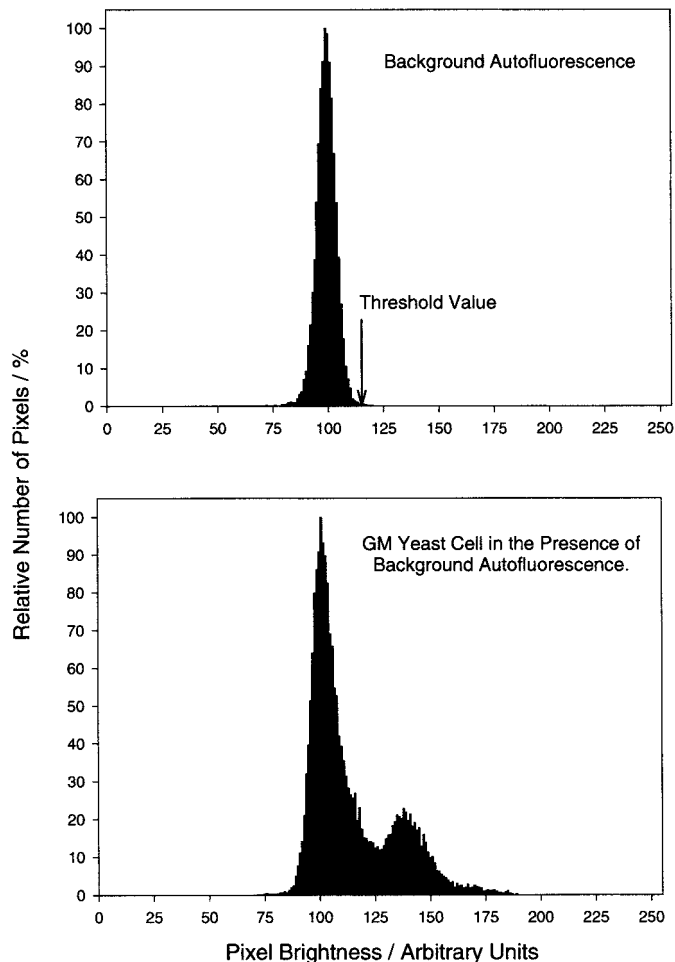 Relative Number of Pixels / %
100
90
80
70
60
50
40
30
20
10
0
Background Autofluorescence
Threshold Value
0 25 50 75 100 125 150 175 200 225 250
100
90
80
70
60
50
40
30
20
10
0
GM Yeast Cell in the Presence of
Background Autofluorescence.
0 25 50 75 100 125 150 175 200 225 250
Pixel Brightness / Arbitrary Units